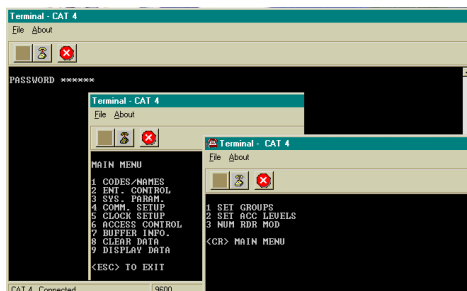 Terminal - CAT 4
File About
PASSWORD ******
Terminal - CAT 4
File About
MAIN MENU
1 CODES/NAMES
2 ENT. CONTROL
3 SYS. PARAM.
4 COMM. SETUP
5 CLOCK SETUP
6 ACCESS CONTROL
7 BUFFER INFO.
8 CLEAR DATA
9 DISPLAY DATA
<ESC> TO EXIT
Terminal - CAT 4
File About
1 SET GROUPS
2 SET ACC LEVELS
3 NUM RDR MOD
<CR> MAIN MENU
CAT 4 Connected 9600